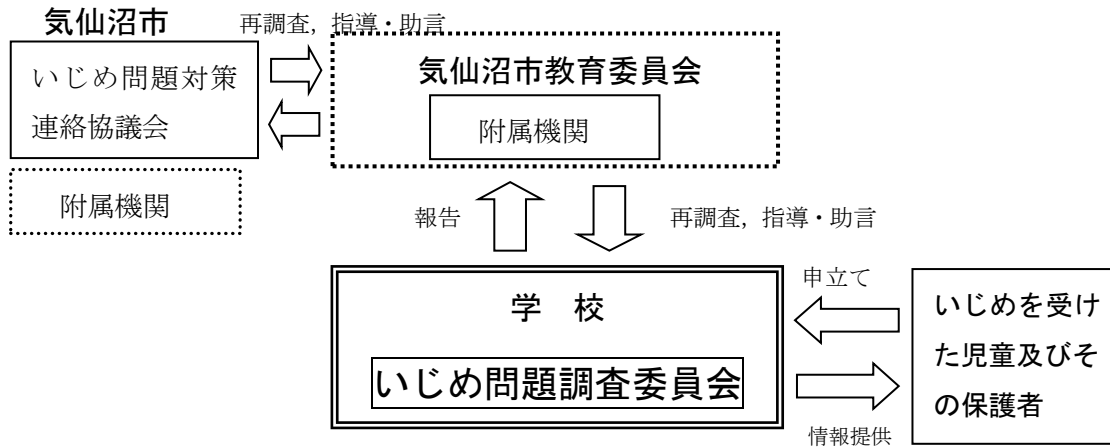 気仙沼市
再調査，指導・助言
いじめ問題対策
連絡協議会
附属機関
気仙沼市教育委員会
附属機関
報告
再調査，指導・助言
学　校
いじめ問題調査委員会
申立て
情報提供
いじめを受け
た児童及びそ
の保護者